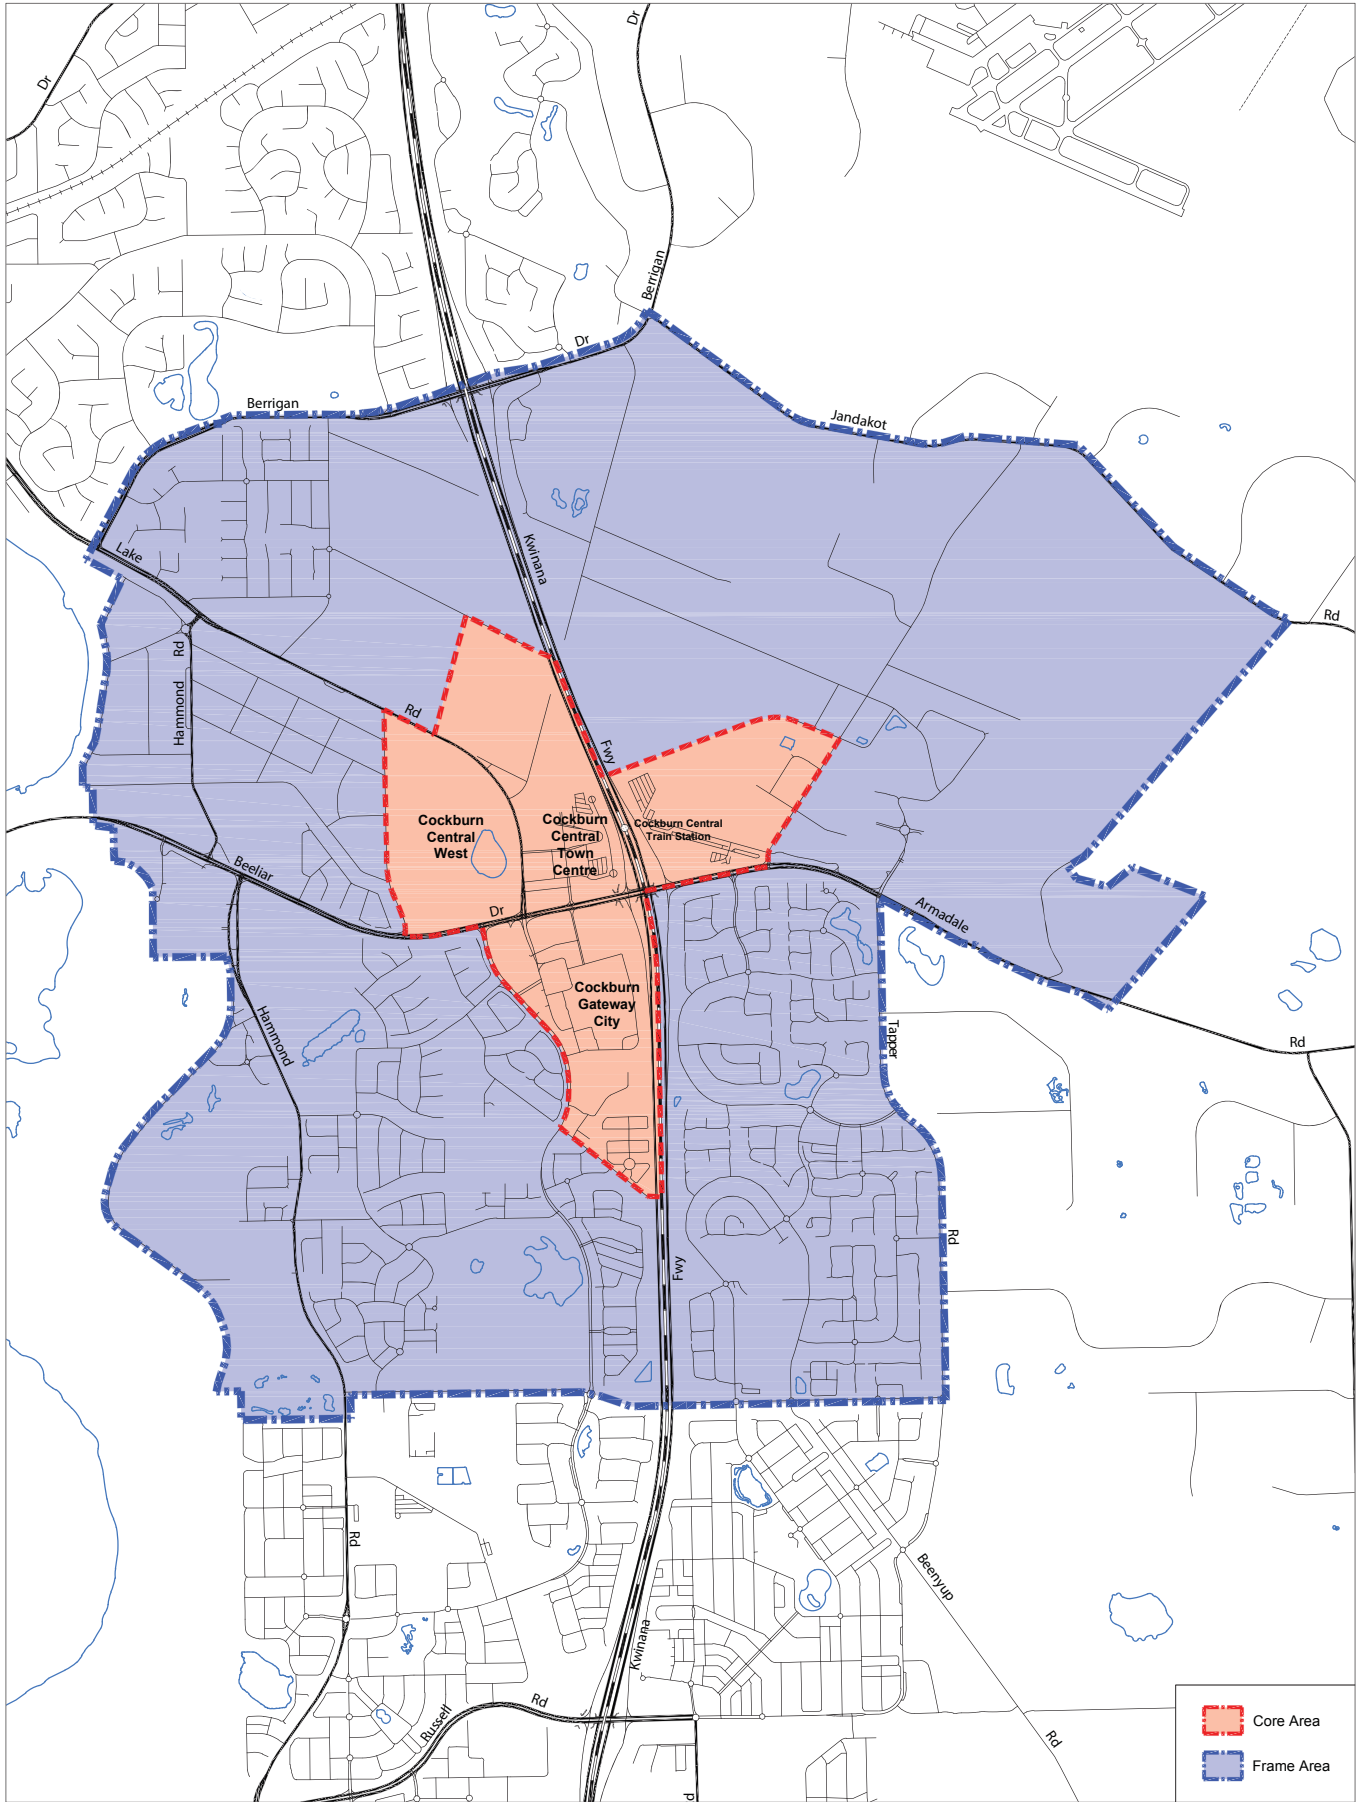 Dr
Dr
Berrigan
Dr
Berrigan
Jandakot
Rd
Lake
Kwinana
Rd
Hammond
Rd
Fwy
Cockburn
Central
West
Cockburn
Central
Town
Centre
Cockburn Central
Train Station
Beeliar
Dr
Armadale
Rd
Cockburn
Gateway
City
Hammond
Tapper
Rd
Fwy
Rd
Beenyup
Rd
Kwinana
Russell
Rd
Core Area
Frame Area